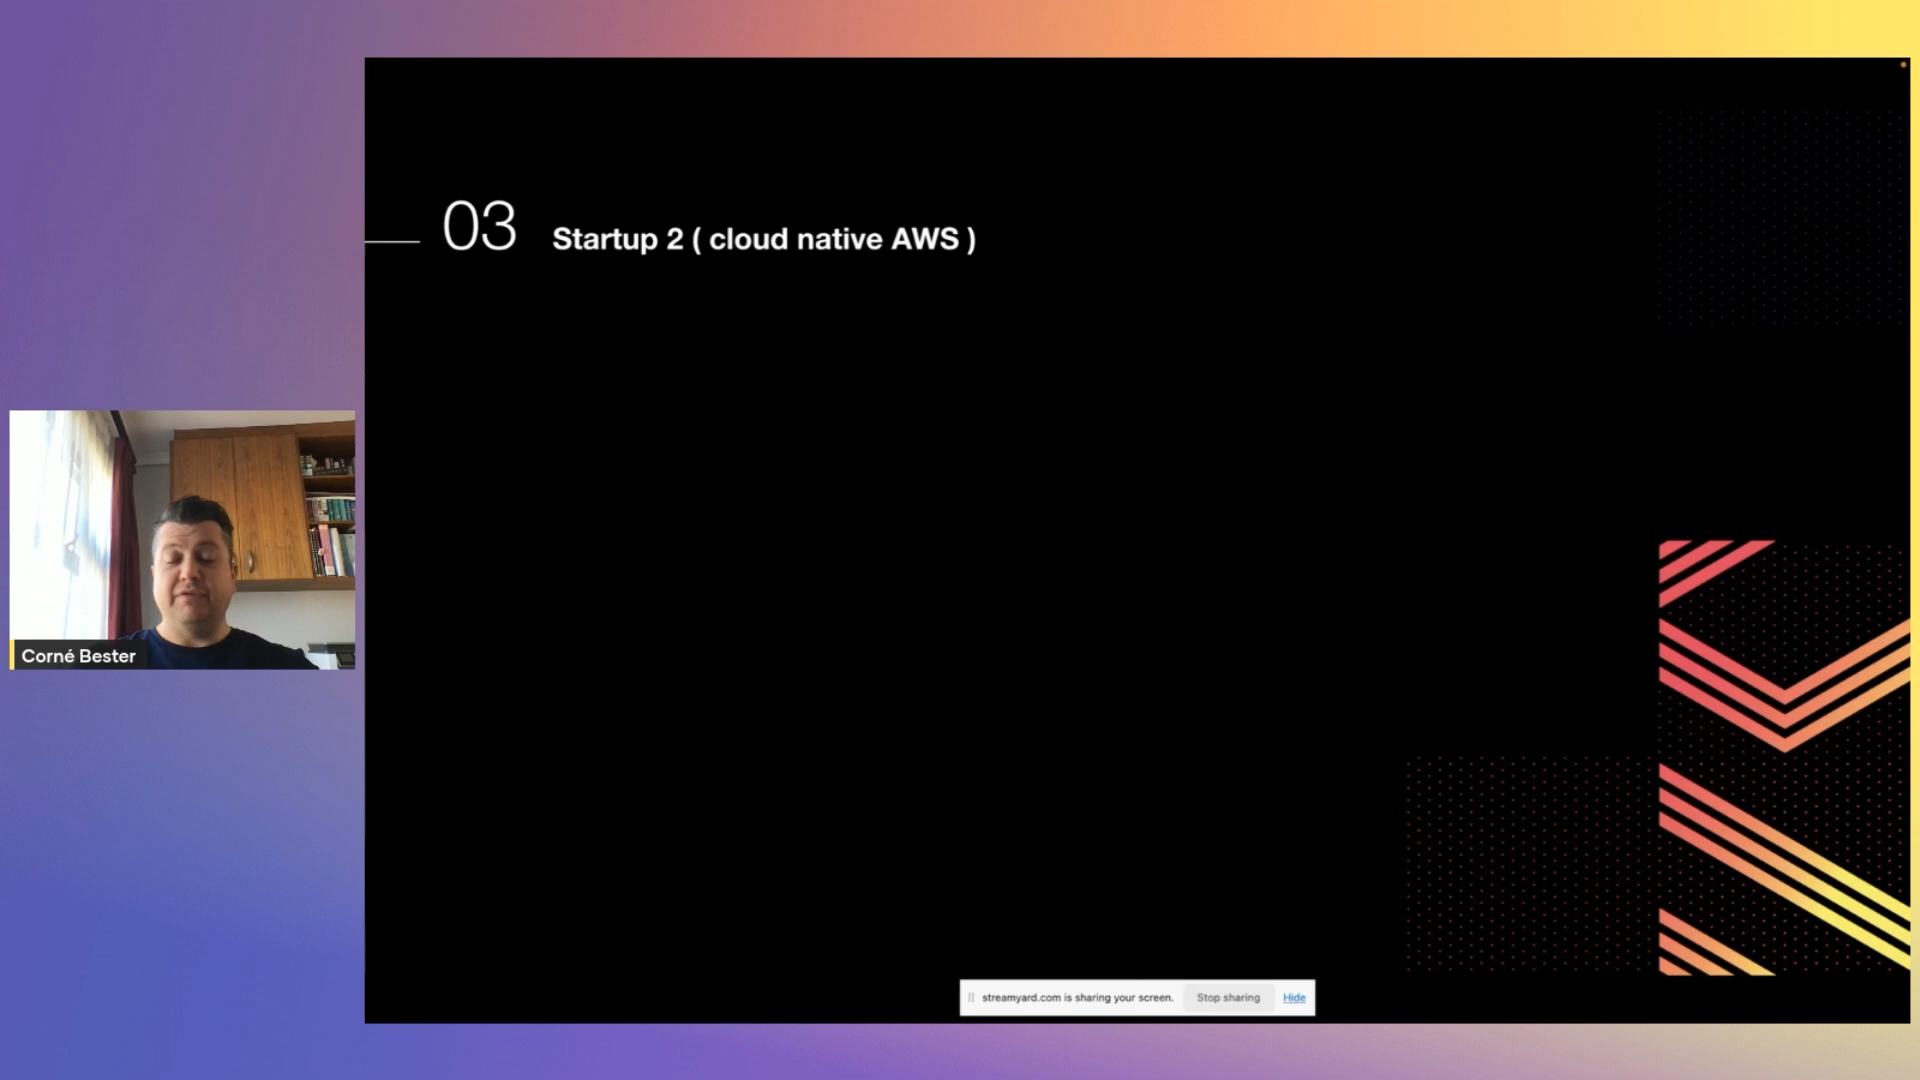 03 Startup 2 ( cloud native AWS )
Corné Bester
streamyard.com is sharing your screen. Stop sharing Hide